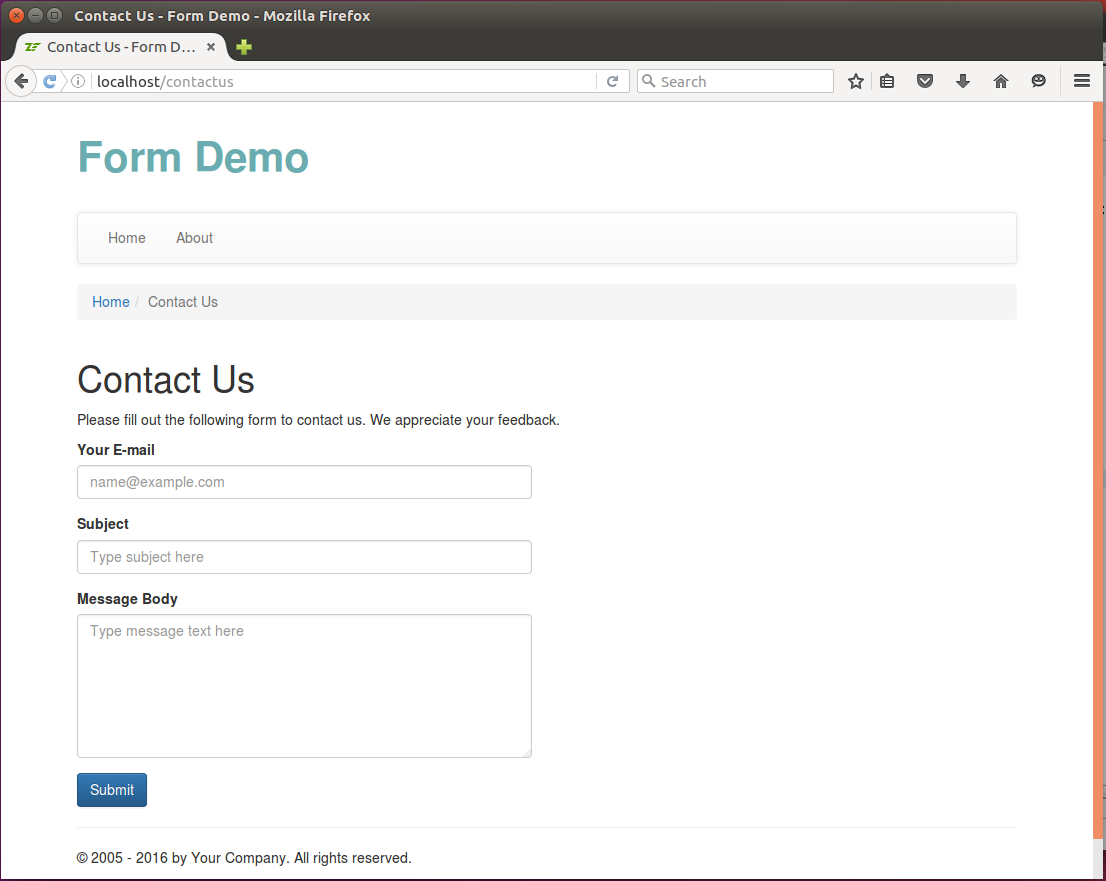 Contact Us - Form Demo - Mozilla Firefox
Contact Us - Form D...
localhost/contactus
Search
Form Demo
Home About
Home / Contact Us
Contact Us
Please fill out the following form to contact us. We appreciate your feedback.
Your E-mail
name@example.com
Subject
Type subject here
Message Body
Type message text here
Submit
© 2005 - 2016 by Your Company. All rights reserved.